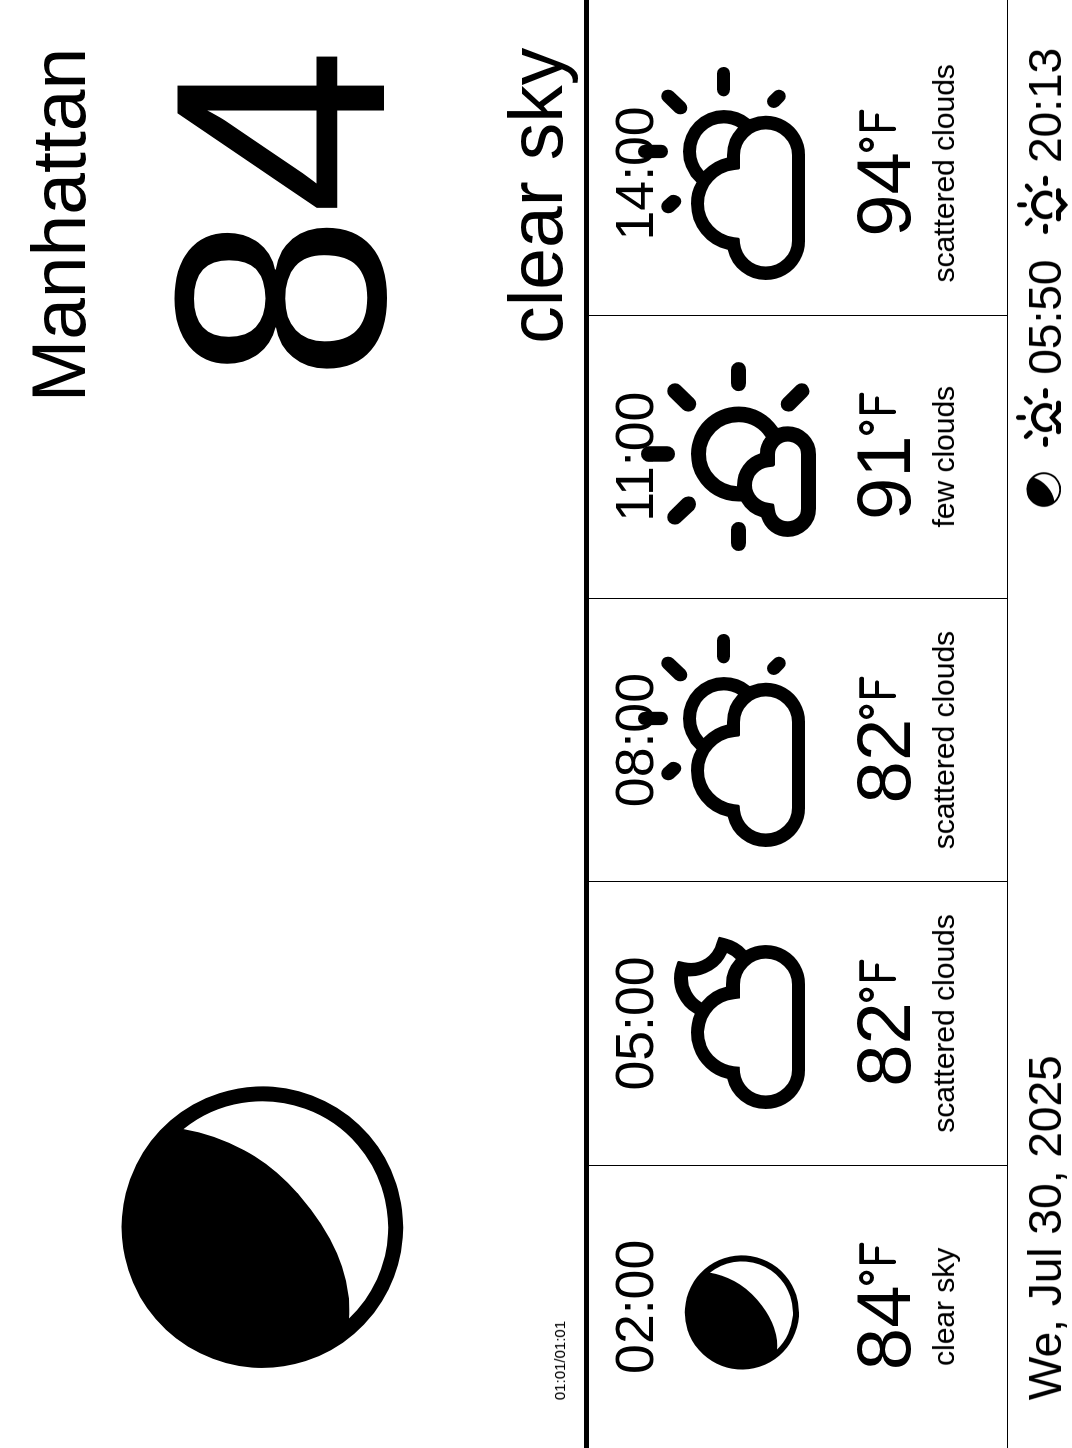 Manhattan
84
clear sky
01:01/01:01
02:00
84°F
clear sky
05:00
82°F
scattered clouds
08:00
82°F
scattered clouds
11:00
91°F
few clouds
14:00
94°F
scattered clouds
We, Jul 30, 2025
05:50
20:13